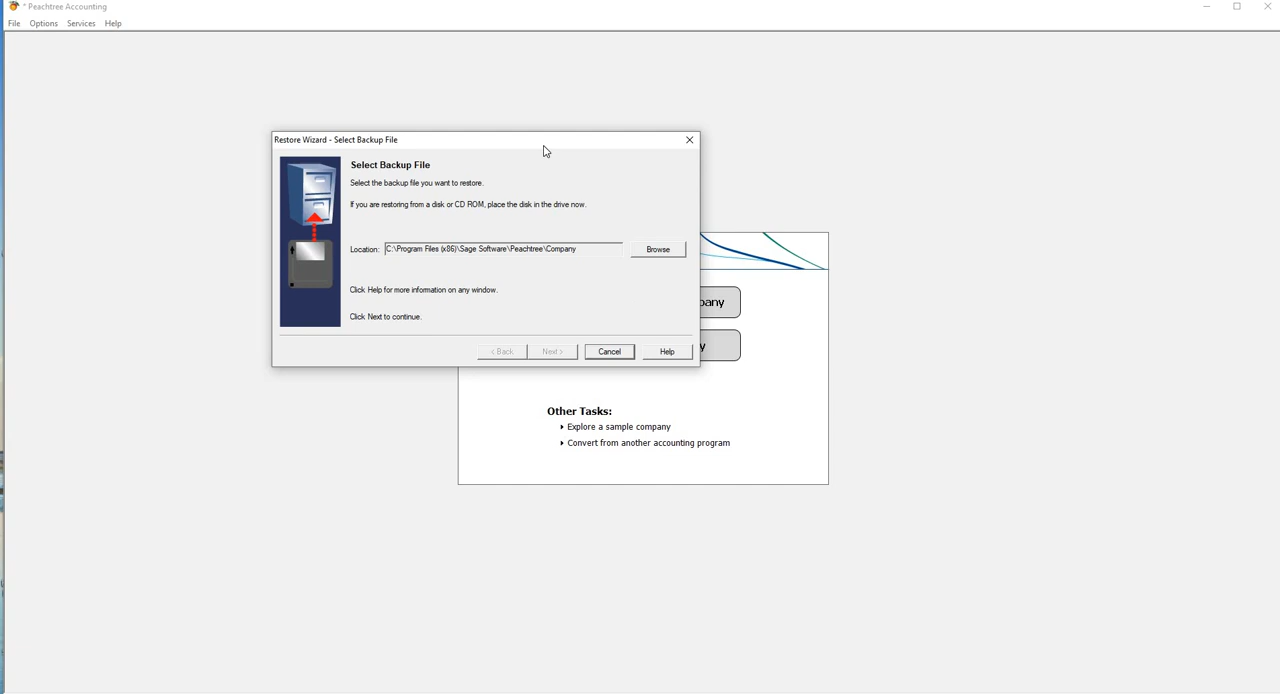 * Peachtree Accounting
File Options Services Help
Restore Wizard - Select Backup File
Select Backup File
Select the backup file you want to restore.
If you are restoring from a disk or CD ROM, place the disk in the drive now.
Location: C:\Program Files (x86)\Sage Software\Peachtree\Company Browse
Click Help for more information on any window.
pany
Click Next to continue.
y
< Back Next > Cancel Help
Other Tasks:
Explore a sample company
Convert from another accounting program